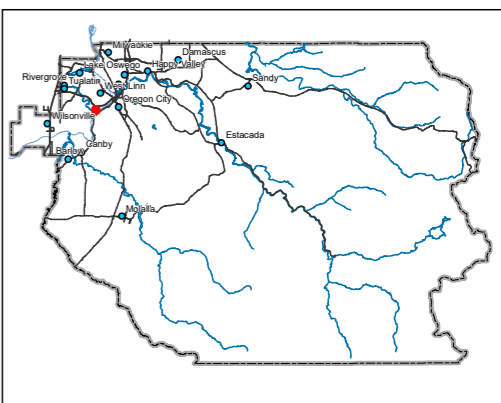 Milwaukie
Damascus
Lake Oswego
Happy Valley
Rivergrove
Tualatin
Sandy
West Linn
Oregon City
Wilsonville
Estacada
Canby
Barlow
Molalla